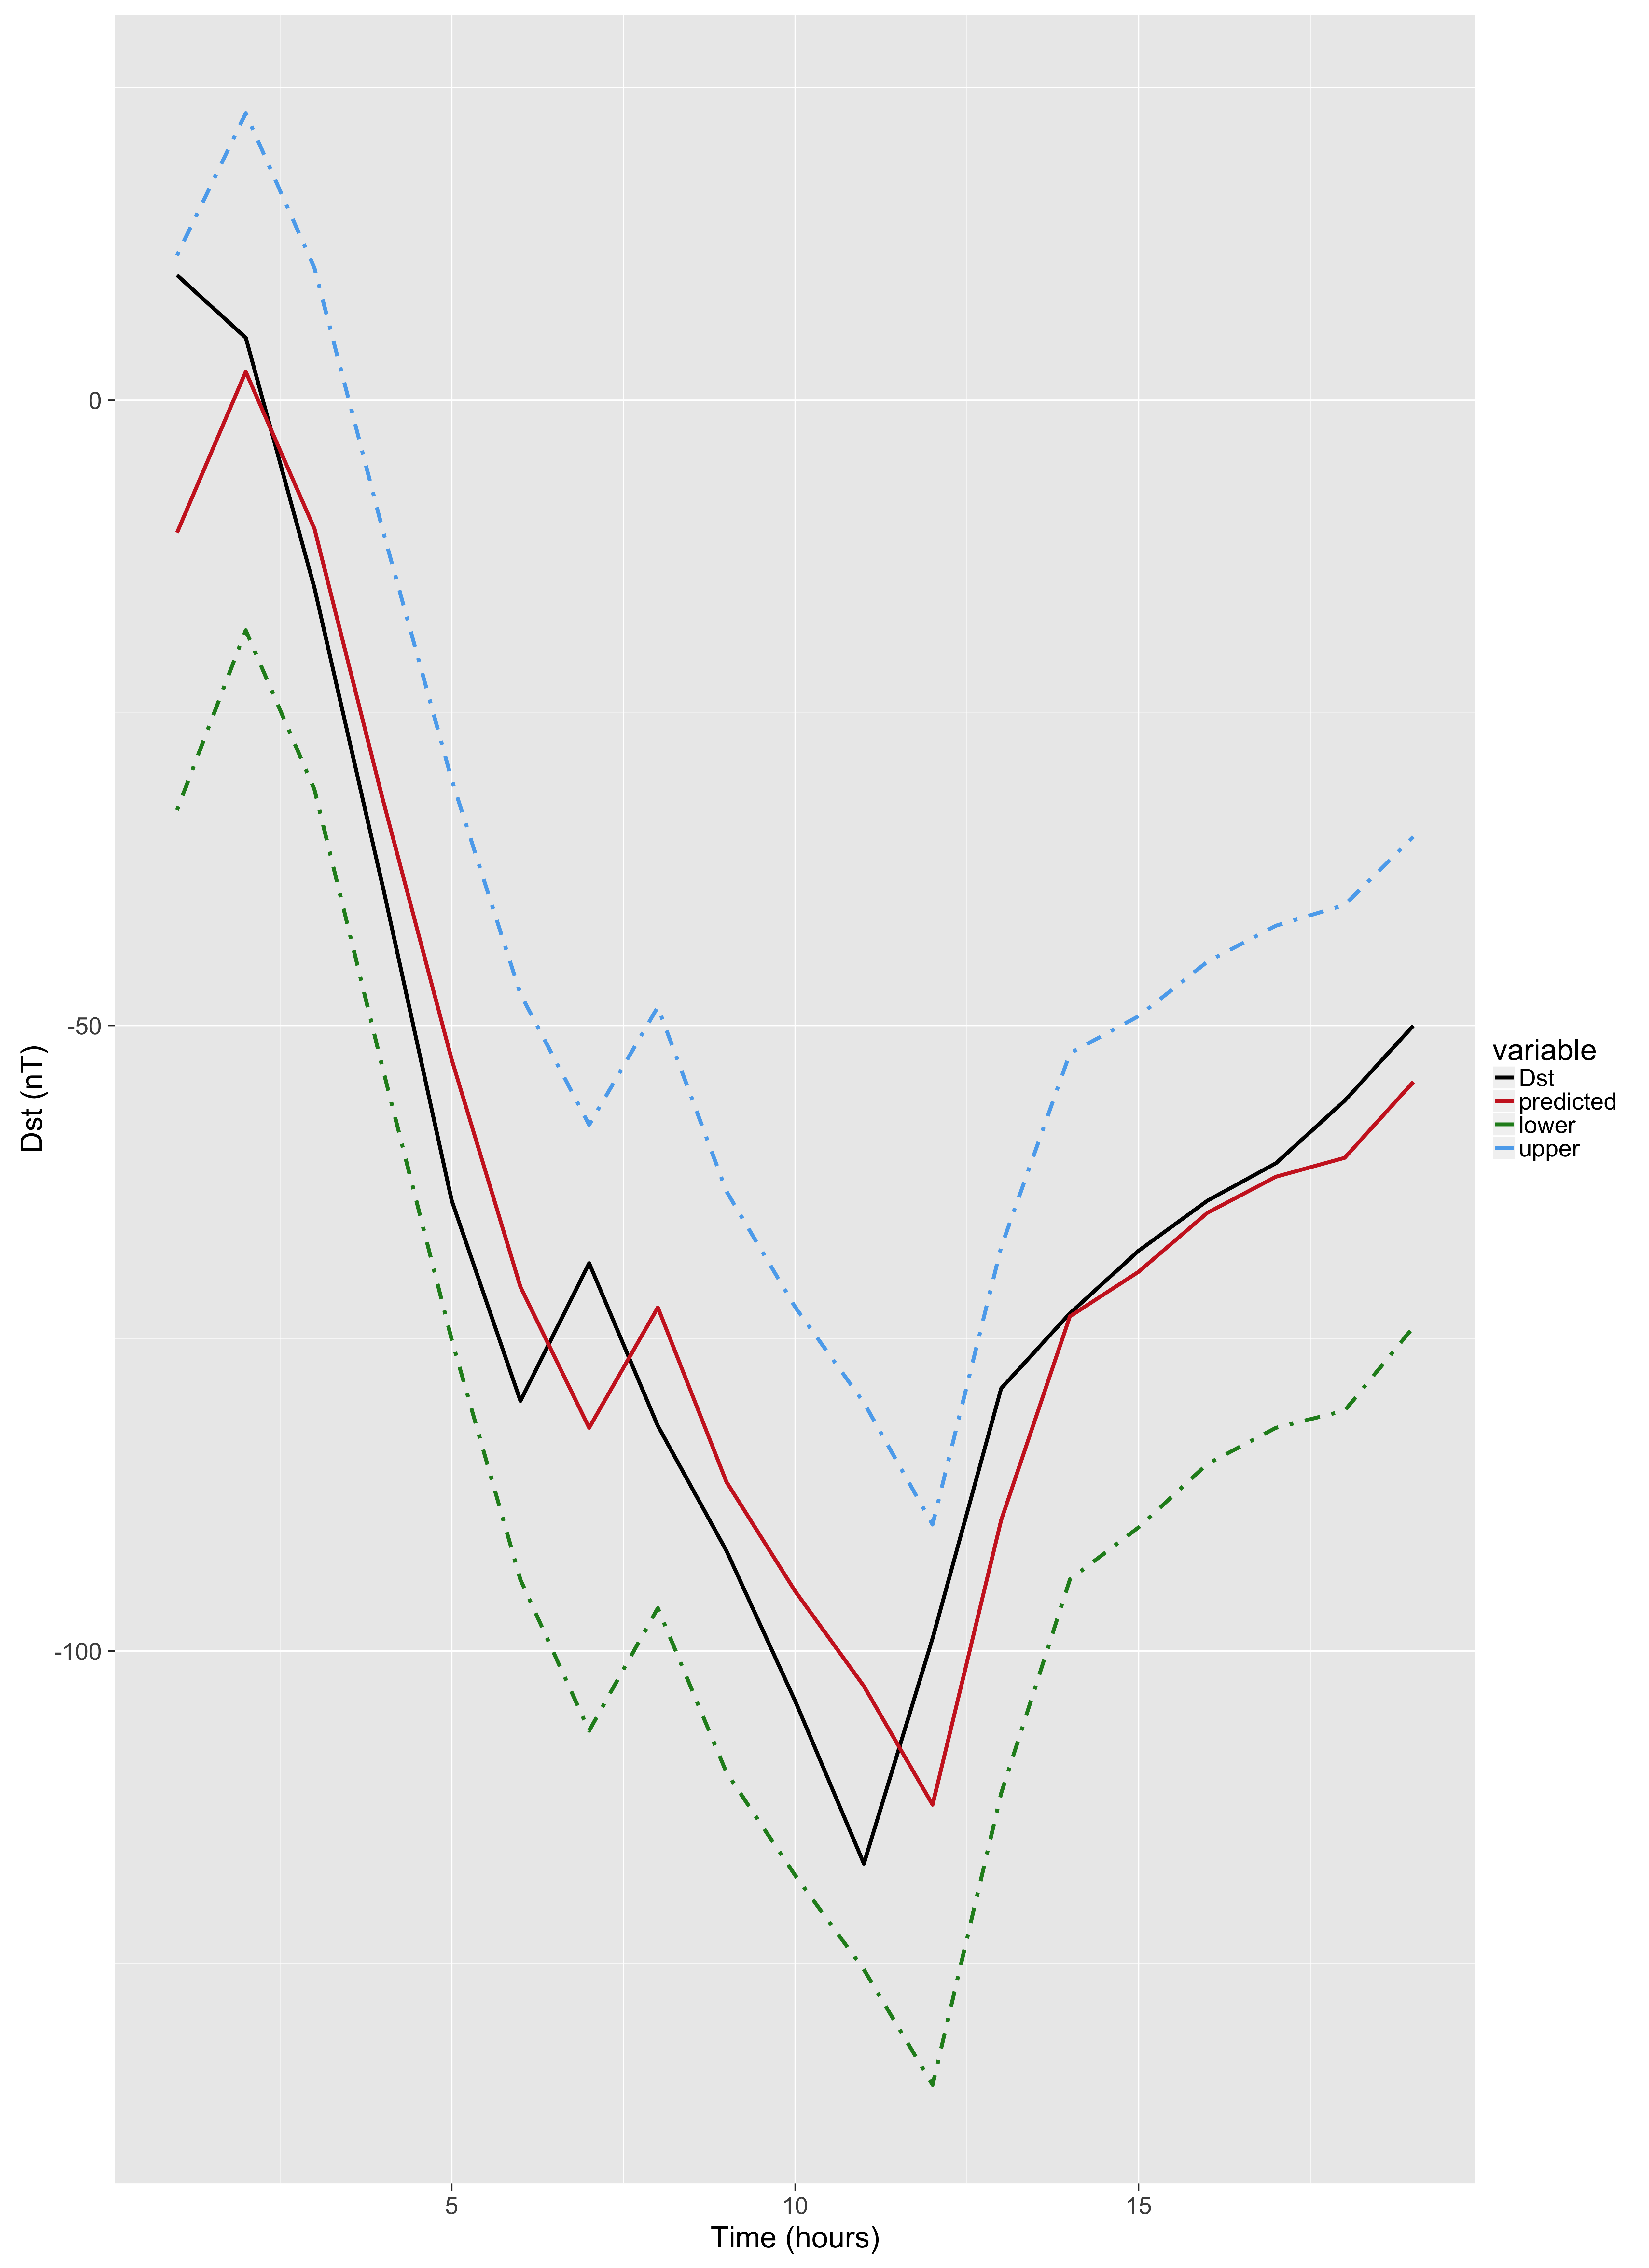 0
-50
-100
Dst (nT)
5
10
15
Time (hours)
variable
Dst
predicted
lower
upper